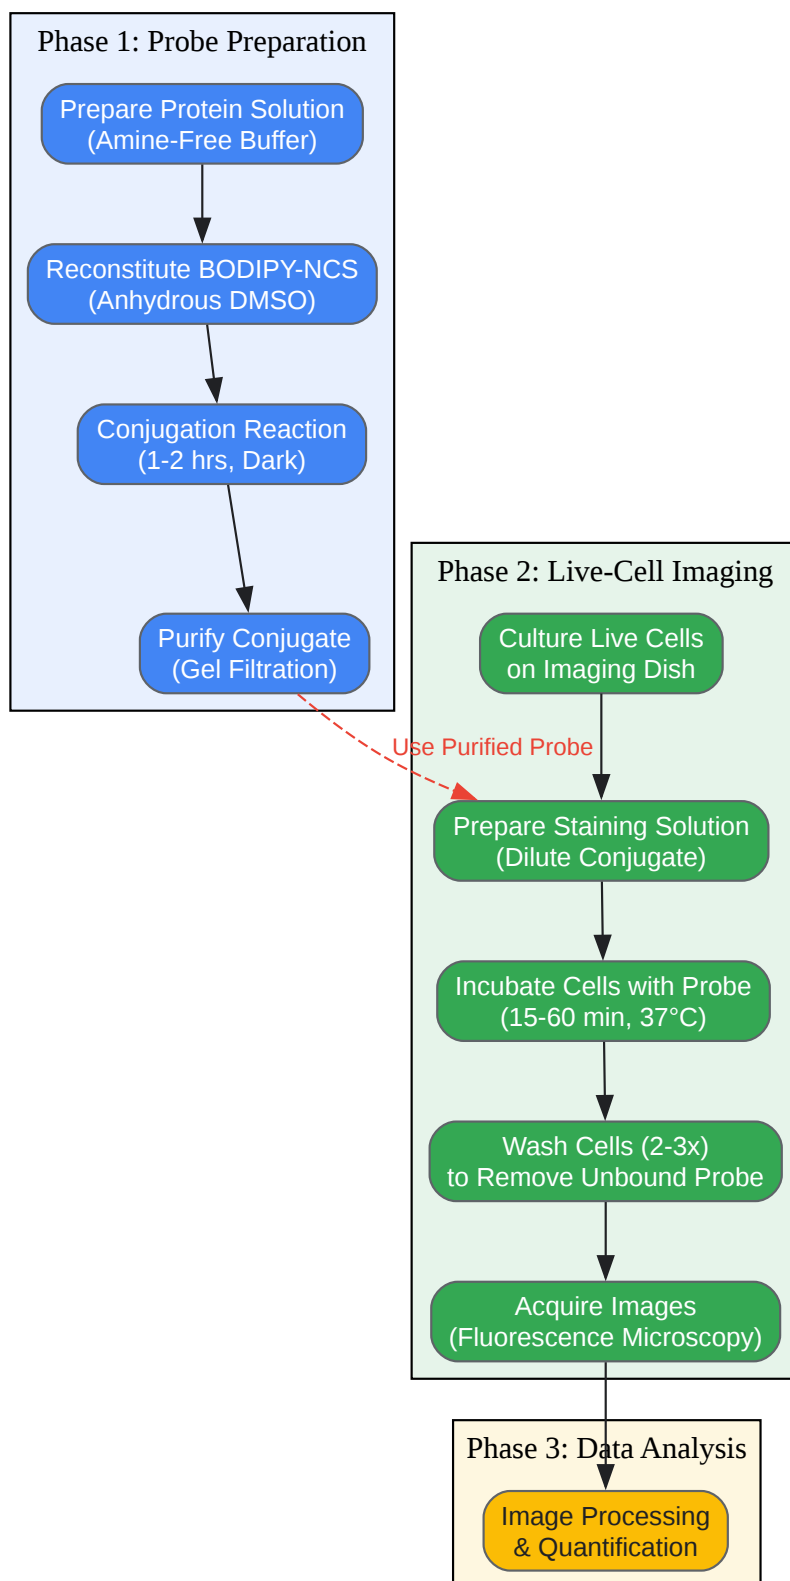 Phase 1: Probe Preparation
Prepare Protein Solution
(Amine-Free Buffer)
Reconstitute BODIPY-NCS
(Anhydrous DMSO)
Conjugation Reaction
(1-2 hrs, Dark)
Purify Conjugate
(Gel Filtration)
Phase 2: Live-Cell Imaging
Culture Live Cells
on Imaging Dish
Use Purified Probe
Prepare Staining Solution
(Dilute Conjugate)
Incubate Cells with Probe
(15-60 min, 37°C)
Wash Cells (2-3x)
to Remove Unbound Probe
Acquire Images
(Fluorescence Microscopy)
Phase 3: Data Analysis
Image Processing
& Quantification